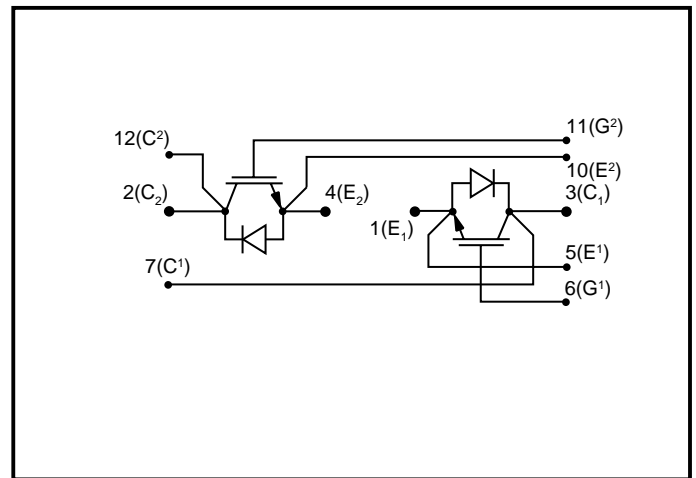 11(G²)
12(C²)
10(E²)
2(C₂)
4(E₂)
3(C₁)
1(E₁)
5(E¹)
7(C¹)
6(G¹)